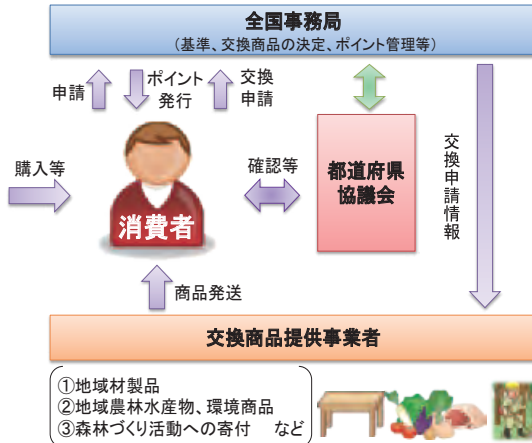 全国事務局
（基準、交換商品の決定、ポイント管理等）
申請
ポイント
発行
交換
申請
購入等
消費者
確認等
都道府県
協議会
交換申請情報
商品発送
交換商品提供事業者
①地域材製品
②地域農林水産物、環境商品
③森林づくり活動への寄付　など